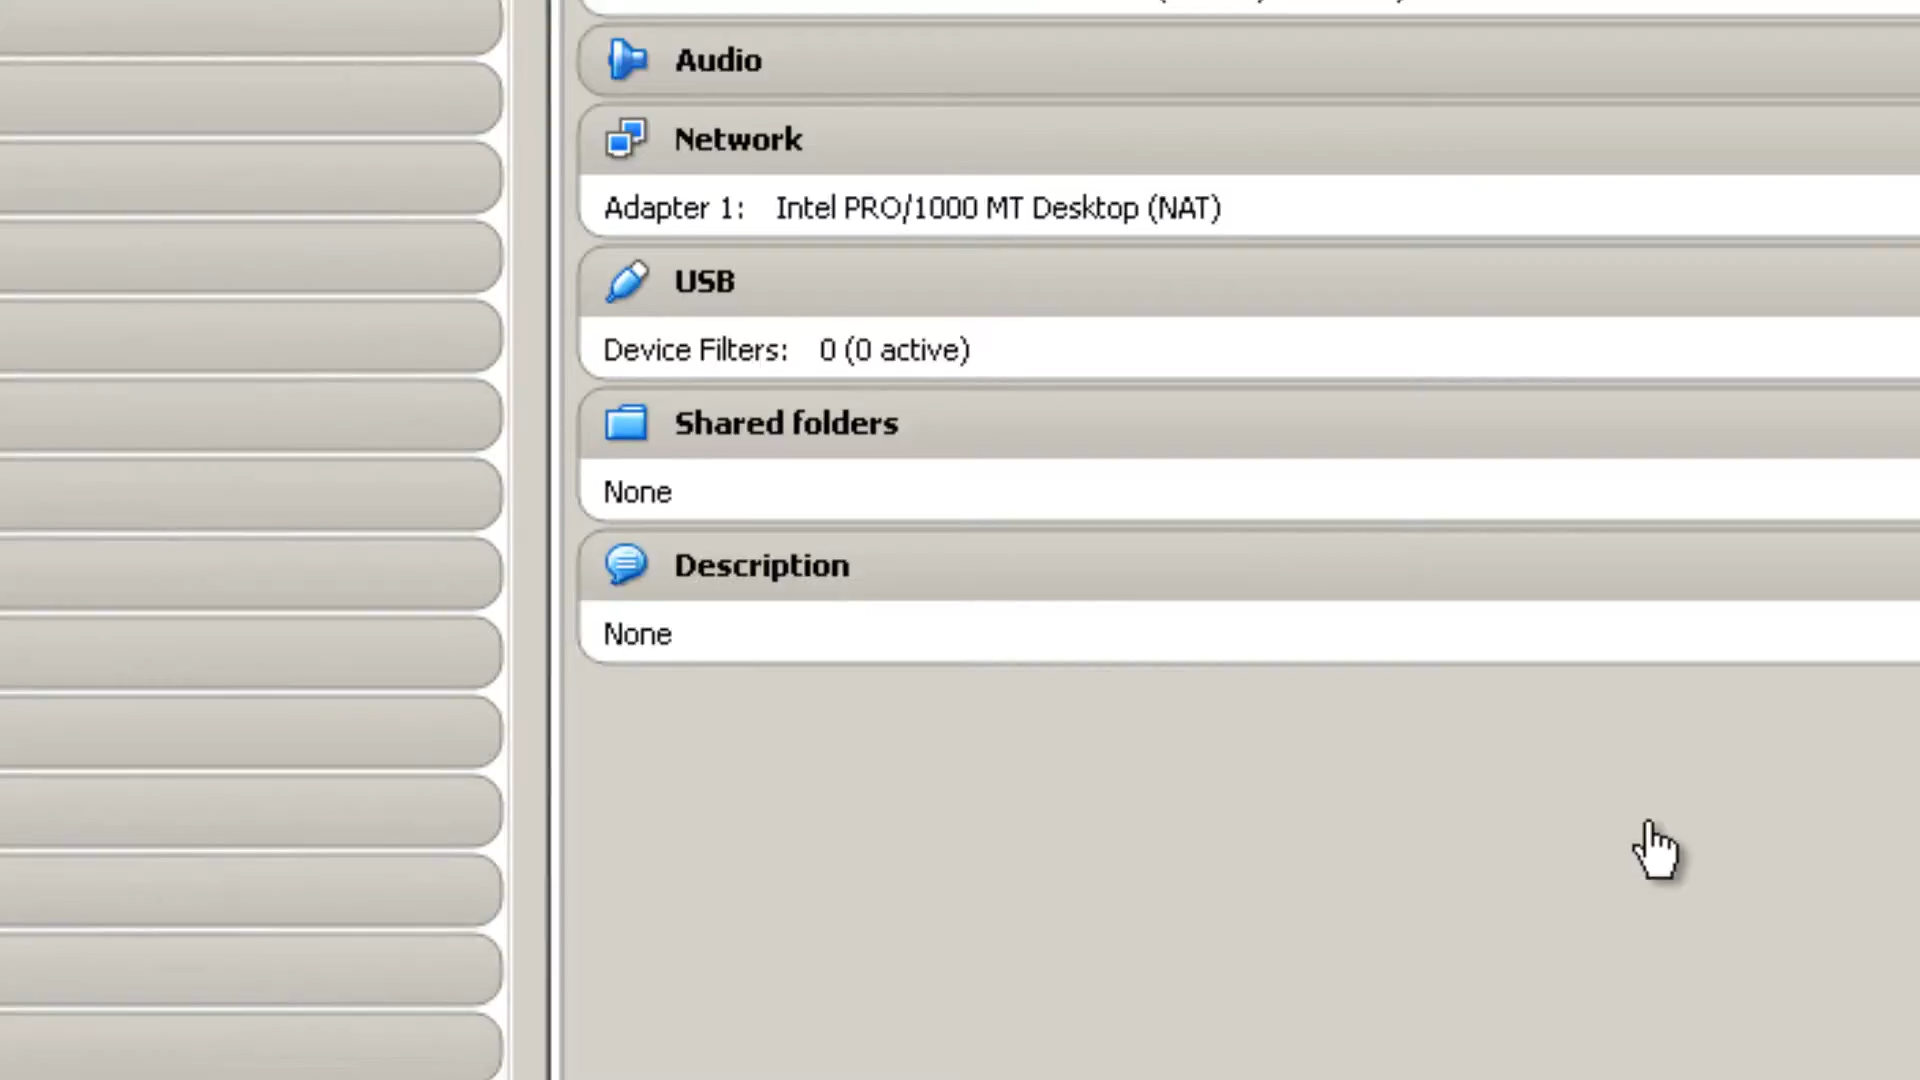 Audio
Network
Adapter 1: Intel PRO/1000 MT Desktop (NAT)
USB
Device Filters: 0 (0 active)
Shared folders
None
Description
None